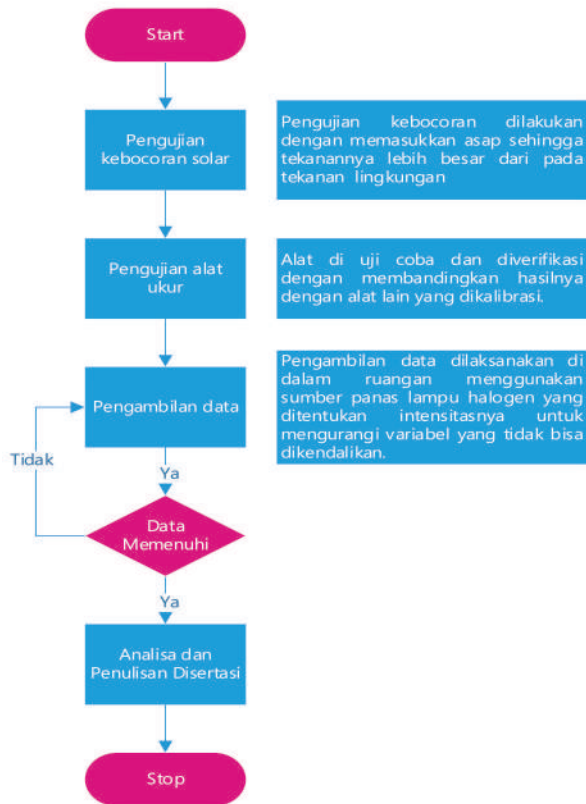 Start
Pengujian
kebocoran solar
Pengujian kebocoran dilakukan
dengan memasukkan asap sehingga
tekanannya lebih besar dari pada
tekanan lingkungan
Pengujian alat
ukur
Alat di uji coba dan diverifikasi
dengan membandingkan hasilnya
dengan alat lain yang dikalibrasi.
Pengambilan data
Pengambilan data dilaksanakan di
dalam ruangan menggunakan
sumber panas lampu halogen yang
ditentukan intensitasnya untuk
mengurangi variabel yang tidak bisa
dikendalikan.
Tidak
Ya
Data
Memenuhi
Ya
Analisa dan
Penulisan Disertasi
Stop